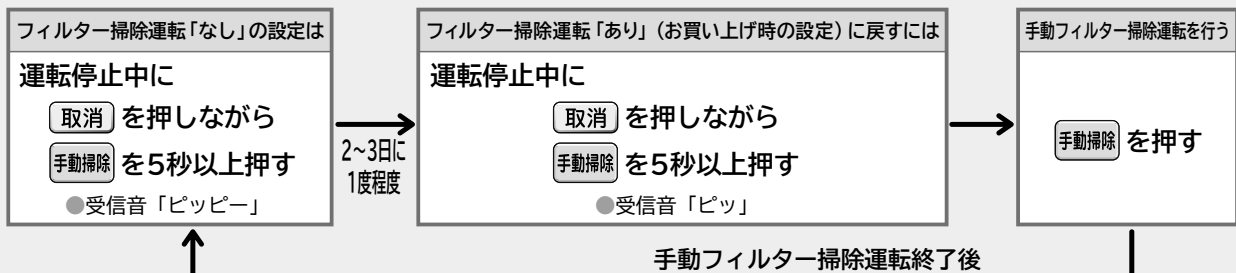 フィルター掃除運転「なし」の設定は
運転停止中に
取消 を押しながら
手動掃除 を5秒以上押す
●受信音「ピッピー」
2~3日に
1度程度
フィルター掃除運転「あり」(お買い上げ時の設定)に戻すには
運転停止中に
取消 を押しながら
手動掃除 を5秒以上押す
●受信音「ピッ」
手動フィルター掃除運転を行う
手動掃除 を押す
手動フィルター掃除運転終了後